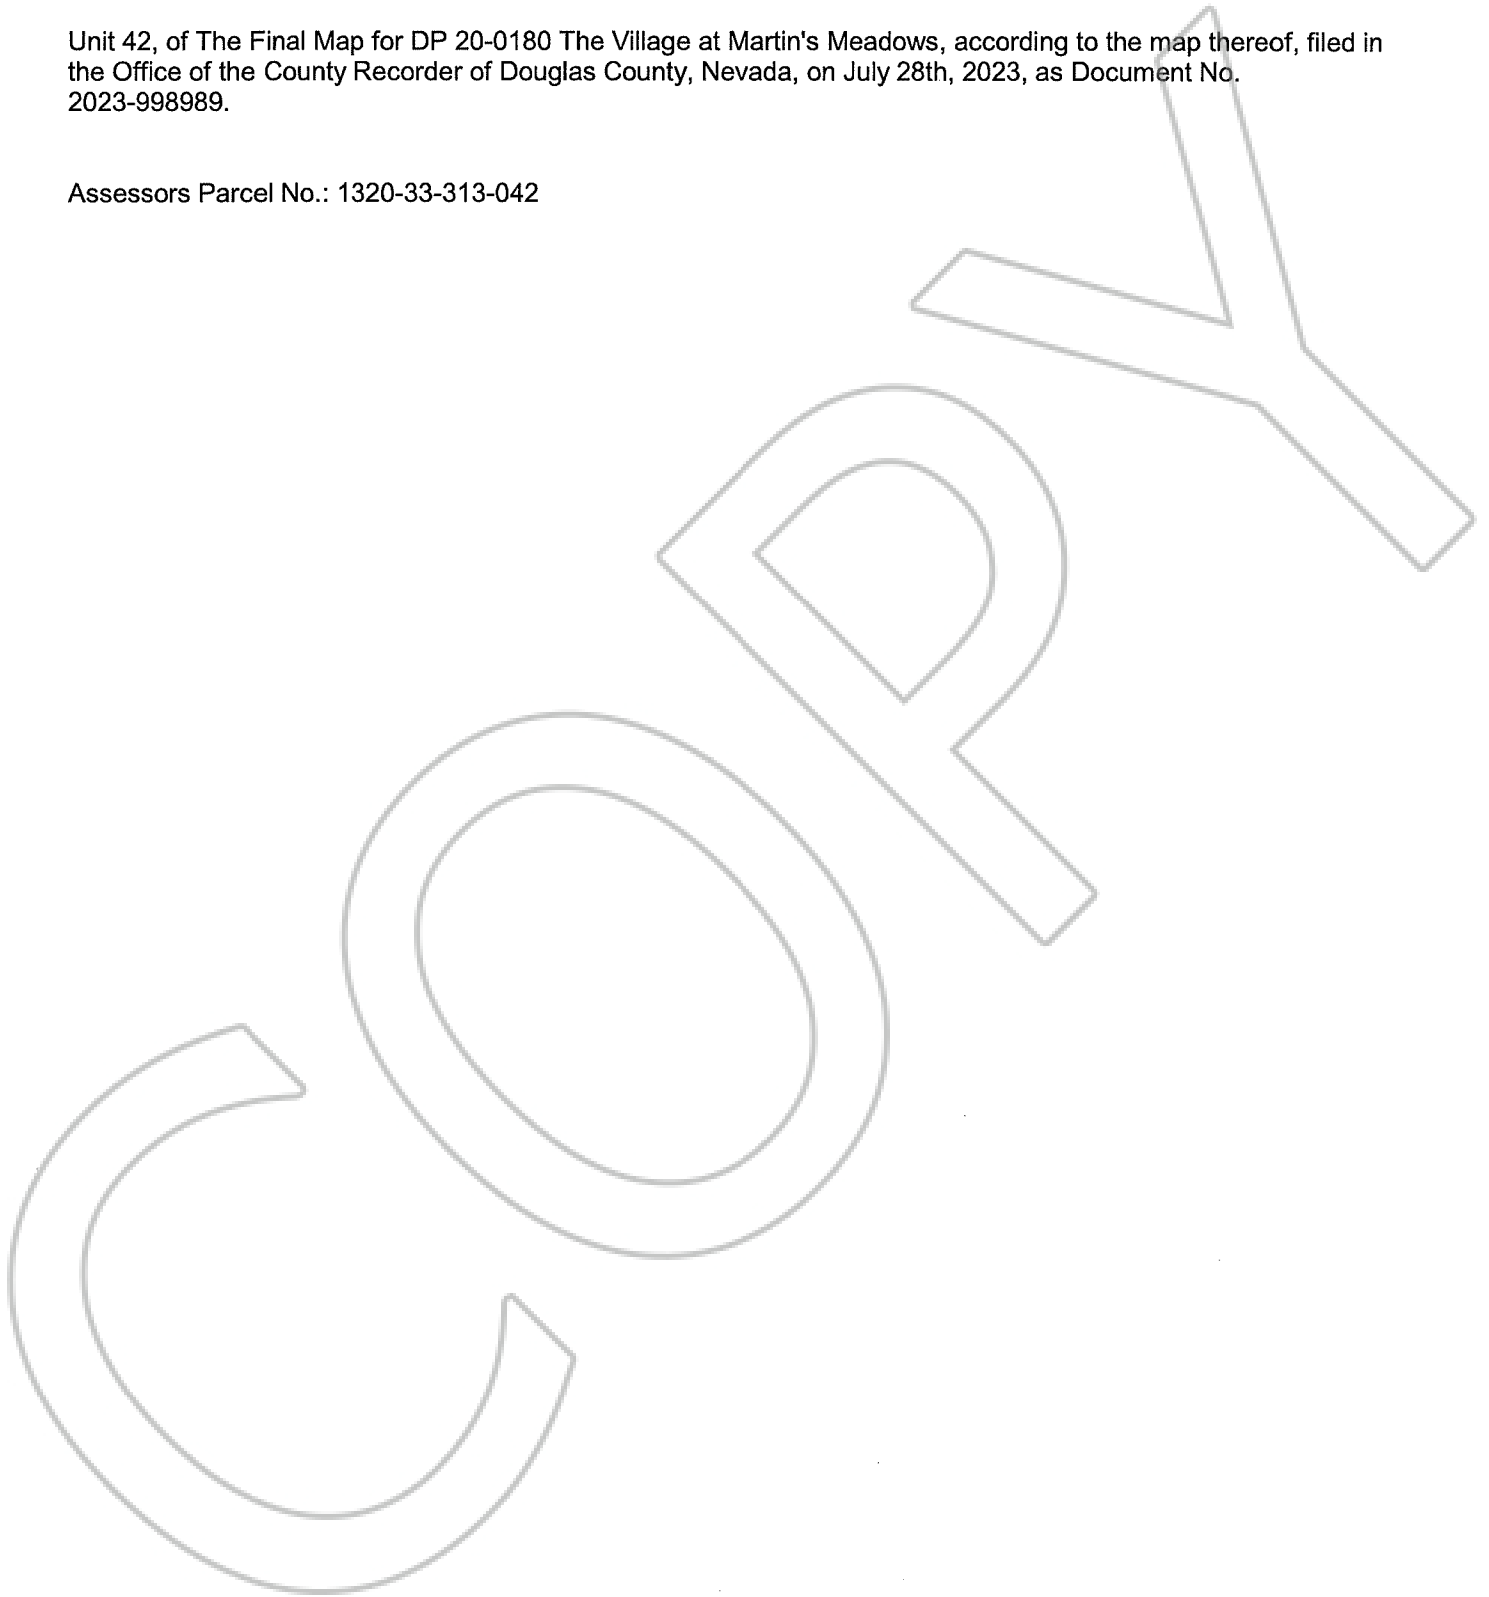 Unit 42, of The Final Map for DP 20-0180 The Village at Martin's Meadows, according to the map thereof, filed in
the Office of the County Recorder of Douglas County, Nevada, on July 28th, 2023, as Document No.
2023-998989.
Assessors Parcel No.: 1320-33-313-042
COPY